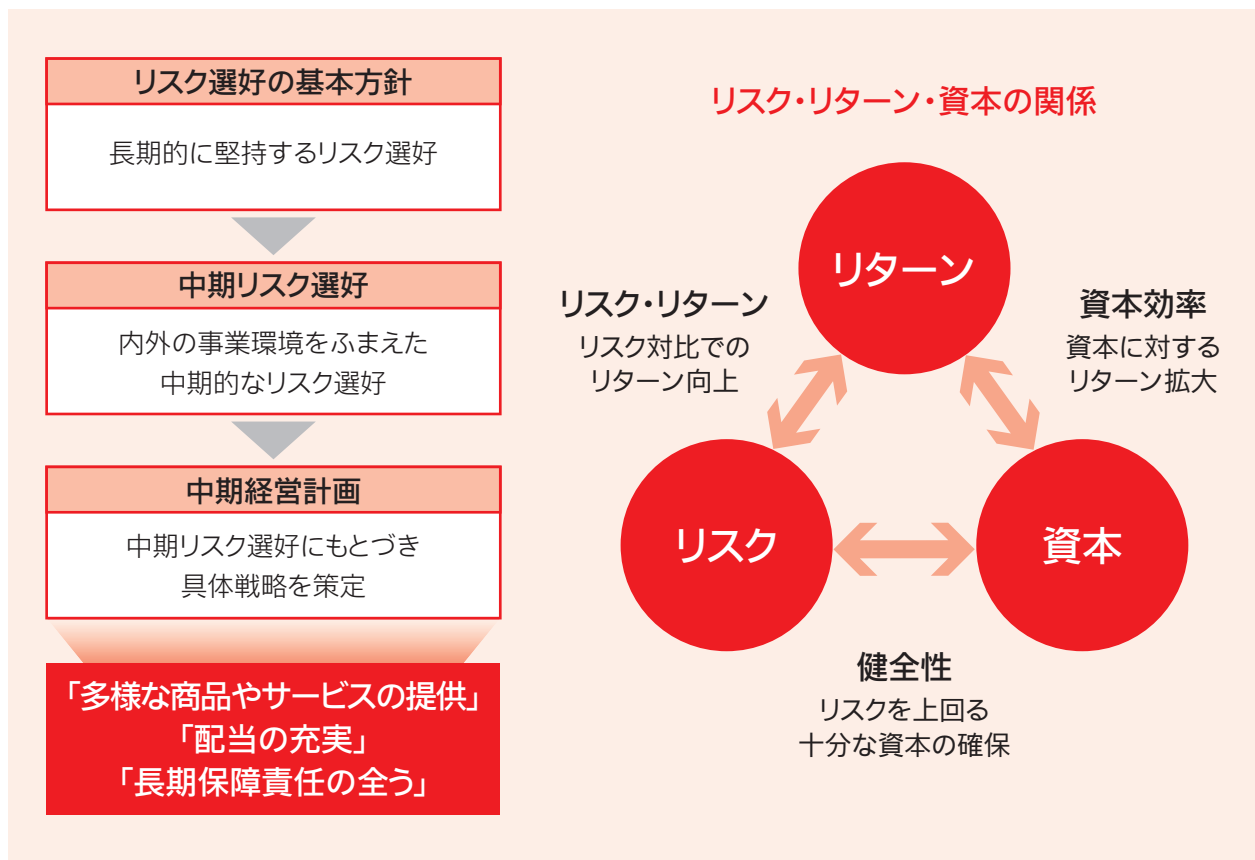 リスク選好の基本方針
長期的に堅持するリスク選好
中期リスク選好
内外の事業環境をふまえた
中期的なリスク選好
中期経営計画
中期リスク選好にもとづき
具体戦略を策定
「多様な商品やサービスの提供」
「配当の充実」
「長期保障責任の全う」
リスク・リターン・資本の関係
リターン
リスク・リターン
リスク対比での
リターン向上
資本効率
資本に対する
リターン拡大
リスク
資本
健全性
リスクを上回る
十分な資本の確保